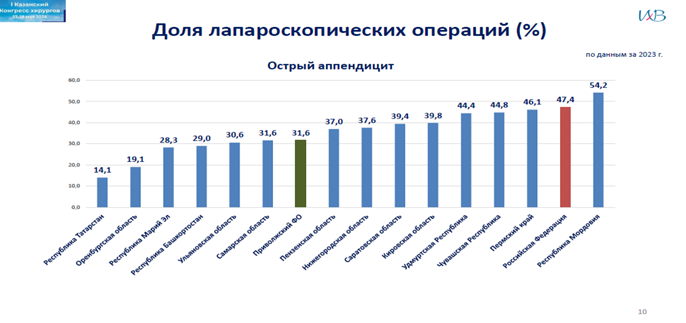 I Казанский
Конгресс хирургов
Доля лапароскопических операций (%)
по данным за 2023 г.
Острый аппендицит
60,0
50,0
40,0
30,0
20,0
10,0
0,0
14,1
19,1
28,3
29,0
30,6
31,6
31,6
37,0
37,6
39,4
39,8
44,4
44,8
46,1
47,4
54,2
Республика Татарстан
Оренбургская область
Республика Марий Эл
Республика Башкортостан
Ульяновская область
Самарская область
Приволжский ФО
Пензенская область
Нижегородская область
Саратовская область
Кировская область
Удмуртская Республика
Чувашская Республика
Пермский край
Российская Федерация
Республика Мордовия
10